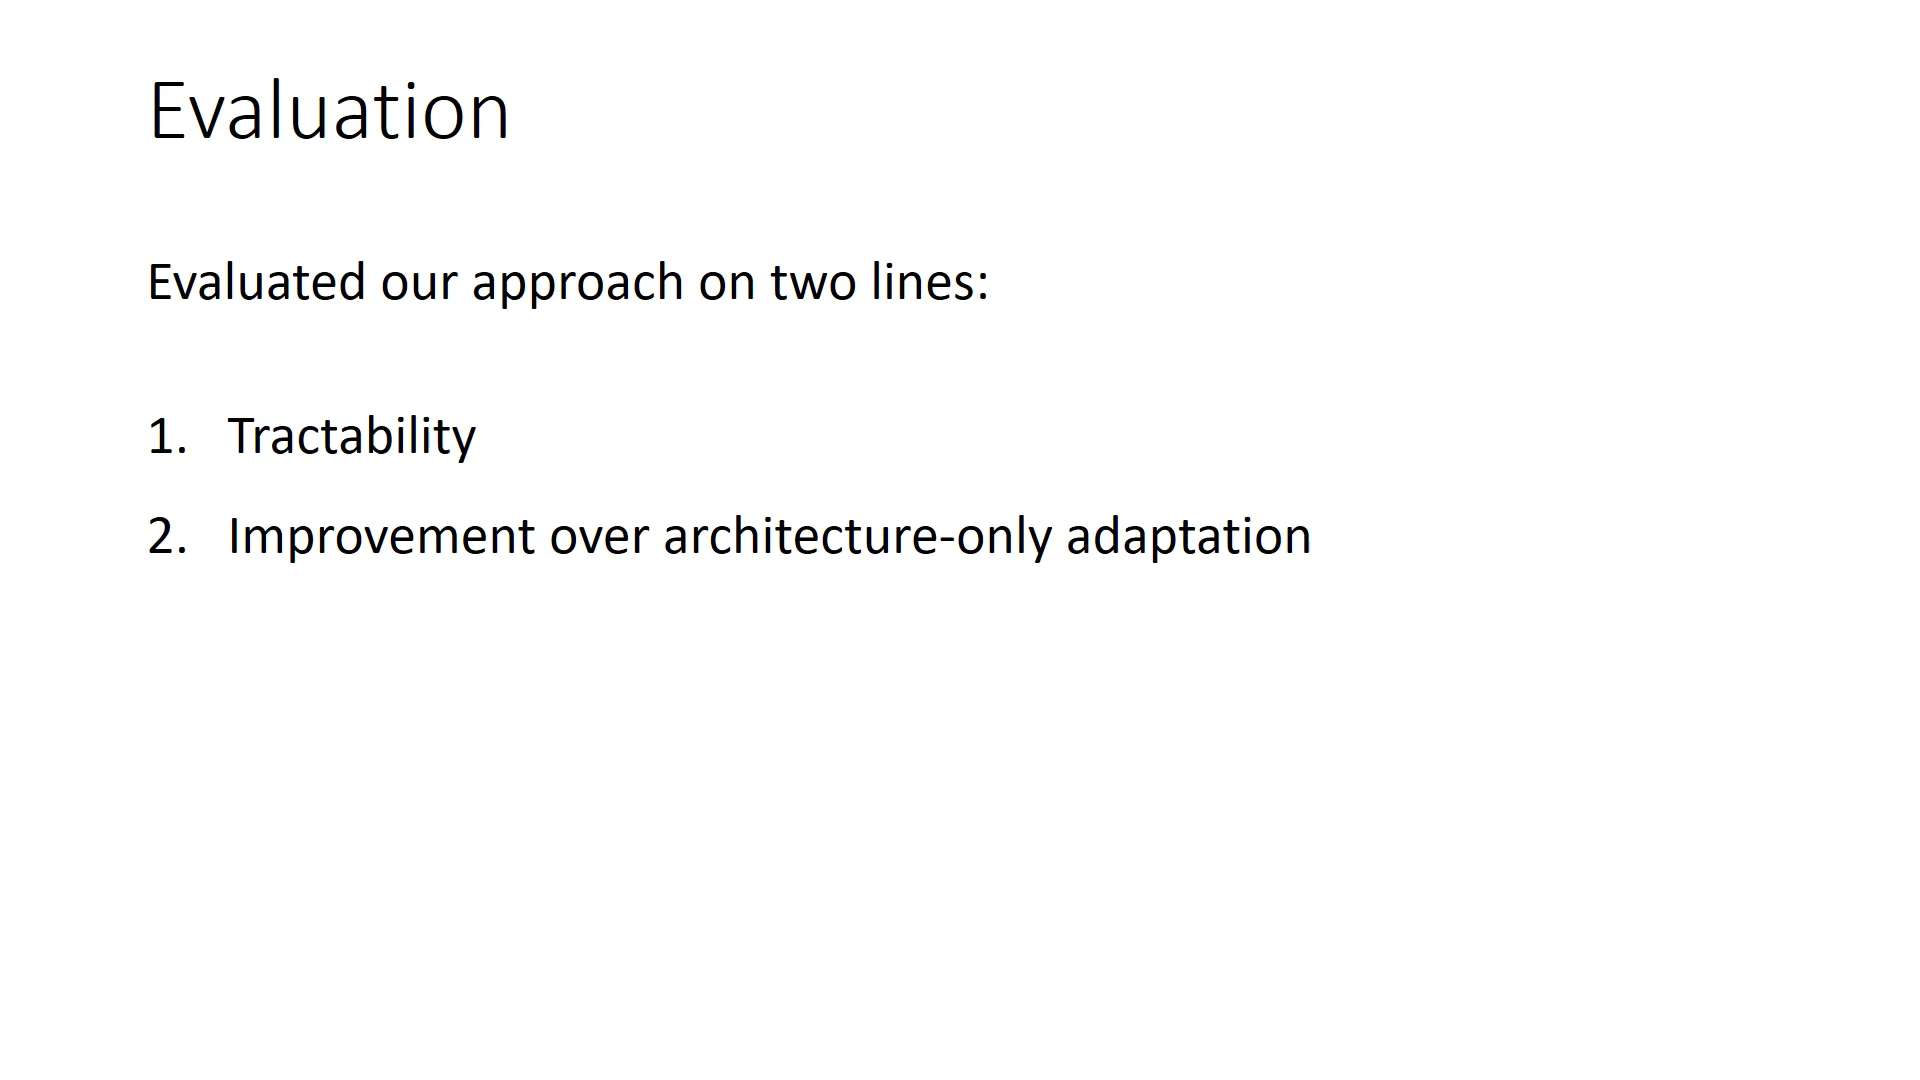 Evaluation
Evaluated our approach on two lines:
1. Tractability
2. Improvement over architecture-only adaptation